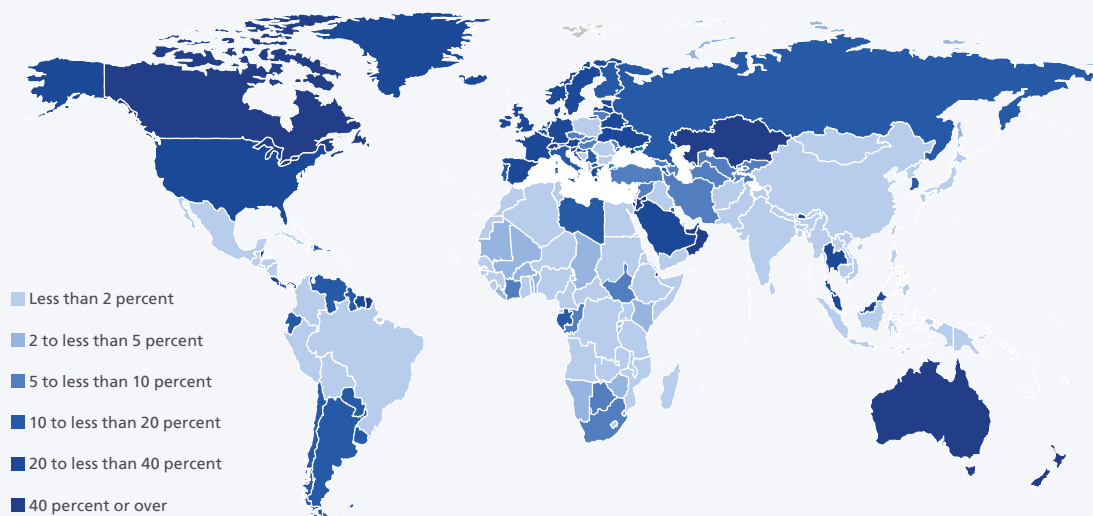 Less than 2 percent
2 to less than 5 percent
5 to less than 10 percent
10 to less than 20 percent
20 to less than 40 percent
40 percent or over